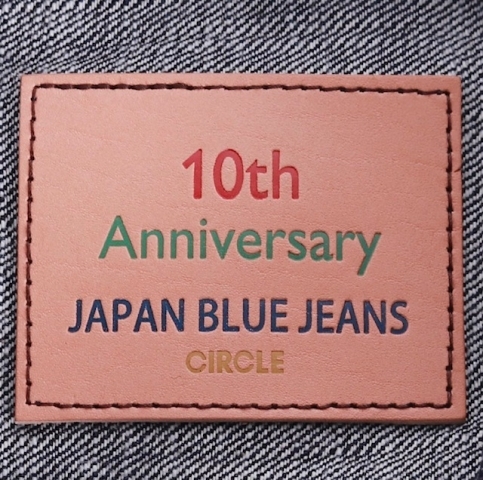 10th
Anniversary
JAPAN BLUE JEANS
CIRCLE